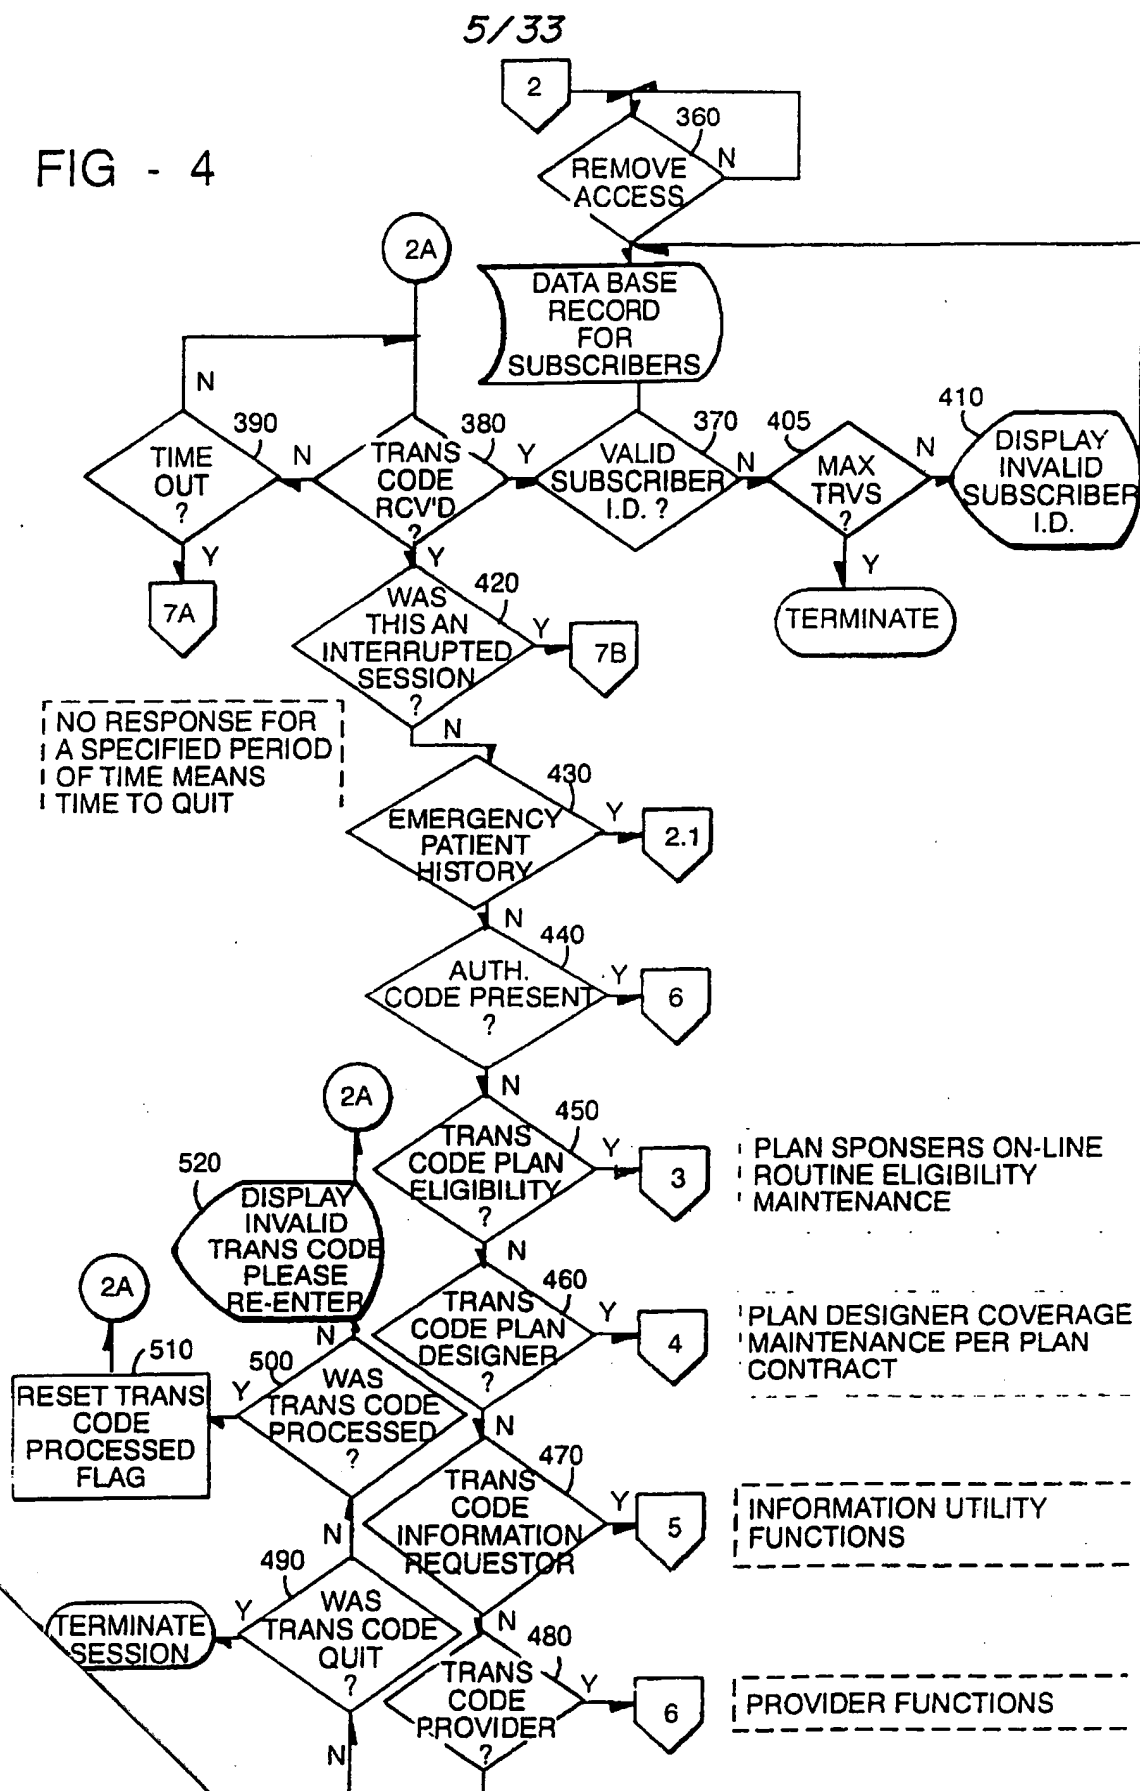 5/33
FIG - 4
2
360
REMOVE
ACCESS
N
2A
DATA BASE
RECORD
FOR
SUBSCRIBERS
N
390
TIME
OUT
?
N
380
TRANS
CODE
RCV'D
?
Y
370
VALID
SUBSCRIBER
I.D. ?
N
405
MAX
TRVS
?
N
410
DISPLAY
INVALID
SUBSCRIBER
I.D.
Y
7A
Y
Y
TERMINATE
420
WAS
THIS AN
INTERRUPTED
SESSION
?
Y
7B
N
NO RESPONSE FOR
A SPECIFIED PERIOD
OF TIME MEANS
TIME TO QUIT
430
EMERGENCY
PATIENT
HISTORY
Y
2.1
N
440
AUTH.
CODE PRESENT
?
Y
6
N
2A
450
TRANS
CODE PLAN
ELIGIBILITY
?
Y
3
PLAN SPONSERS ON-LINE
ROUTINE ELIGIBILITY
MAINTENANCE
N
520
DISPLAY
INVALID
TRANS CODE
PLEASE
RE-ENTER
2A
460
TRANS
CODE PLAN
DESIGNER
?
Y
4
PLAN DESIGNER COVERAGE
MAINTENANCE PER PLAN
CONTRACT
N
N
510
RESET TRANS
CODE
PROCESSED
FLAG
Y
500
WAS
TRANS CODE
PROCESSED
?
470
TRANS
CODE
INFORMATION
REQUESTOR
Y
5
INFORMATION UTILITY
FUNCTIONS
N
N
490
WAS
TRANS CODE
QUIT
?
Y
TERMINATE
SESSION
480
TRANS
CODE
PROVIDER
?
Y
6
PROVIDER FUNCTIONS
N